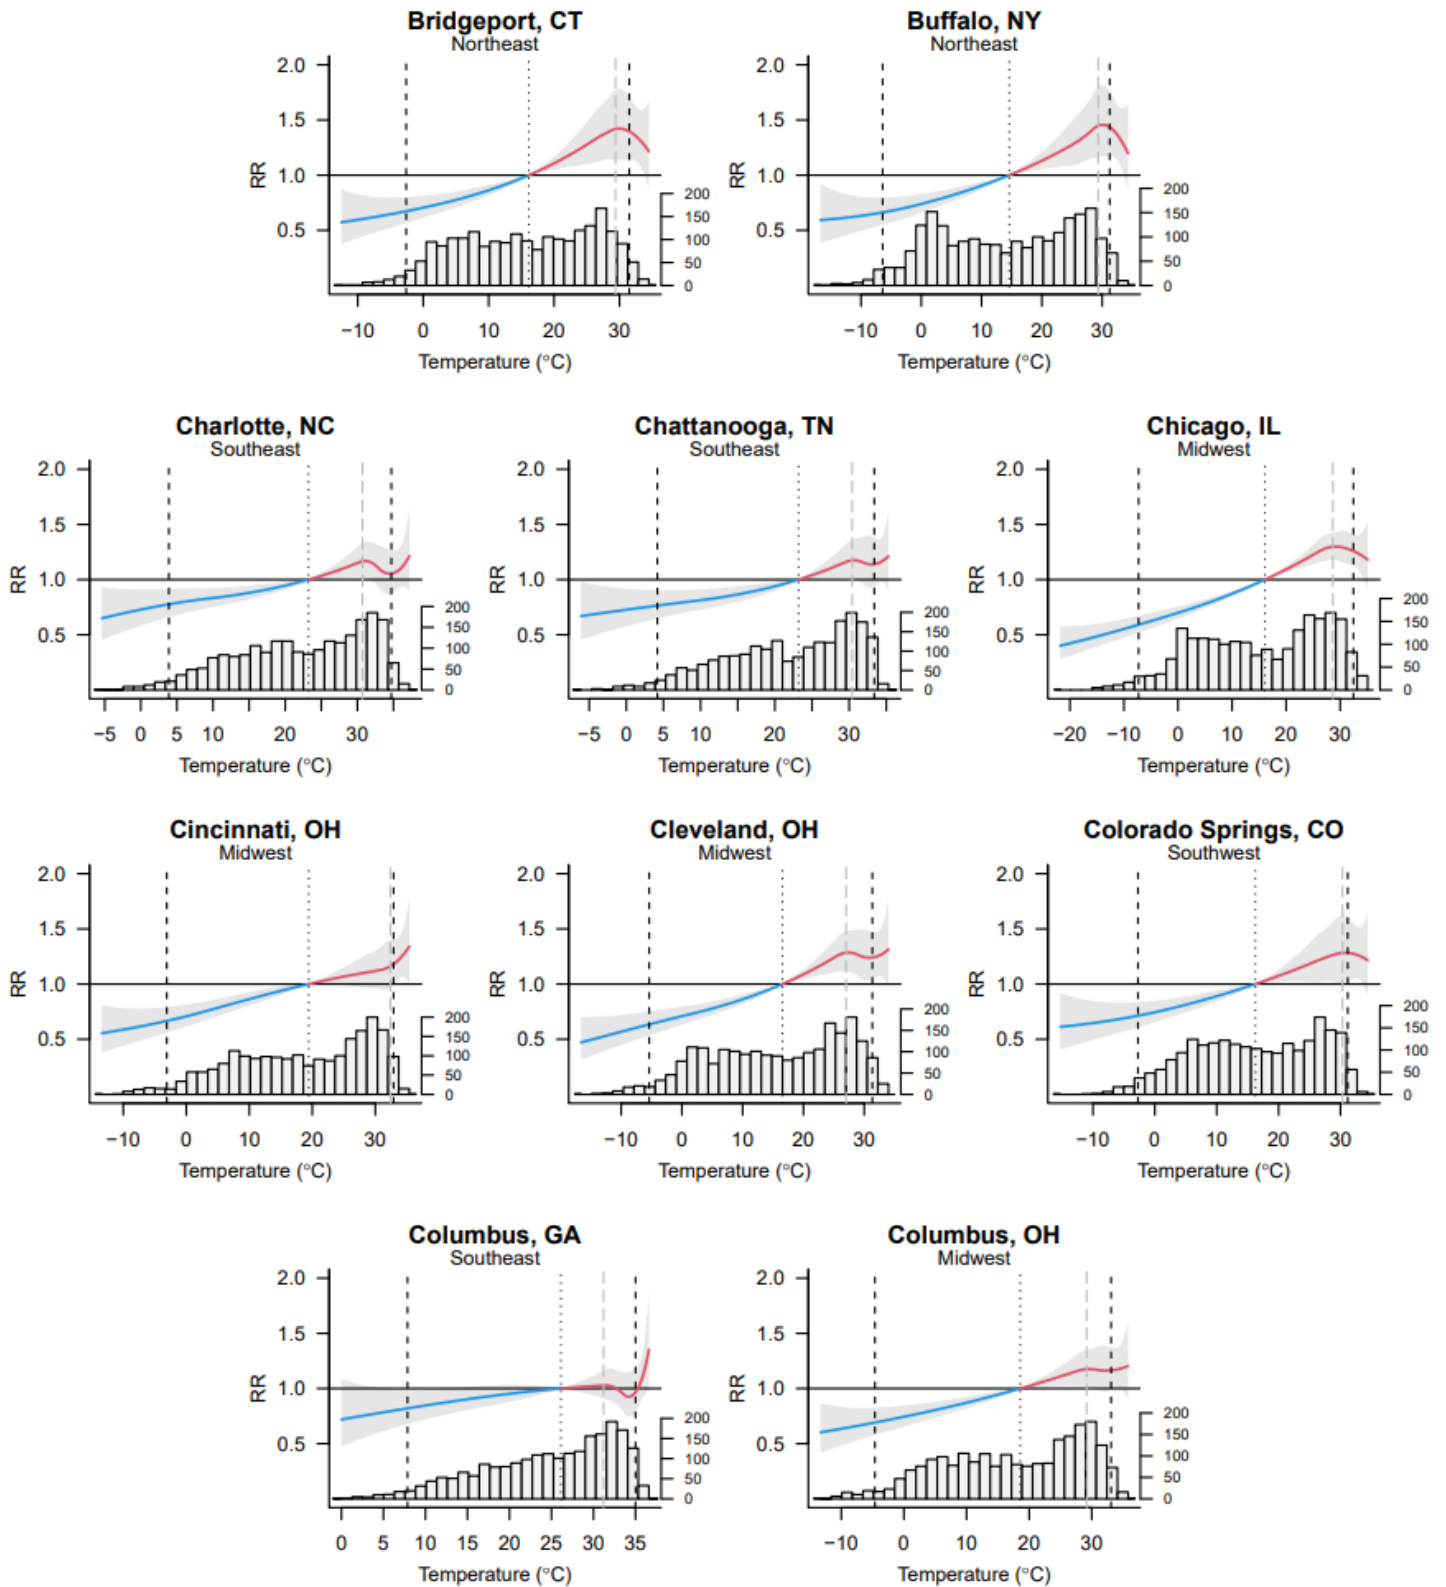 Bridgeport, CT
Northeast
2.0
1.5
1.0
0.5
RR
200
150
100
50
0
−10 0 10 20 30
Temperature (°C)
Buffalo, NY
Northeast
2.0
1.5
1.0
0.5
RR
200
150
100
50
0
−10 0 10 20 30
Temperature (°C)
Charlotte, NC
Southeast
2.0
1.5
1.0
0.5
RR
200
150
100
50
0
−5 0 5 10 20 30
Temperature (°C)
Chattanooga, TN
Southeast
2.0
1.5
1.0
0.5
RR
200
150
100
50
0
−5 0 5 10 20 30
Temperature (°C)
Chicago, IL
Midwest
2.0
1.5
1.0
0.5
RR
200
150
100
50
0
−20 −10 0 10 20 30
Temperature (°C)
Cincinnati, OH
Midwest
2.0
1.5
1.0
0.5
RR
200
150
100
50
0
−10 0 10 20 30
Temperature (°C)
Cleveland, OH
Midwest
2.0
1.5
1.0
0.5
RR
200
150
100
50
0
−10 0 10 20 30
Temperature (°C)
Colorado Springs, CO
Southwest
2.0
1.5
1.0
0.5
RR
200
150
100
50
0
−10 0 10 20 30
Temperature (°C)
Columbus, GA
Southeast
2.0
1.5
1.0
0.5
RR
200
150
100
50
0
0 5 10 15 20 25 30 35
Temperature (°C)
Columbus, OH
Midwest
2.0
1.5
1.0
0.5
RR
200
150
100
50
0
−10 0 10 20 30
Temperature (°C)